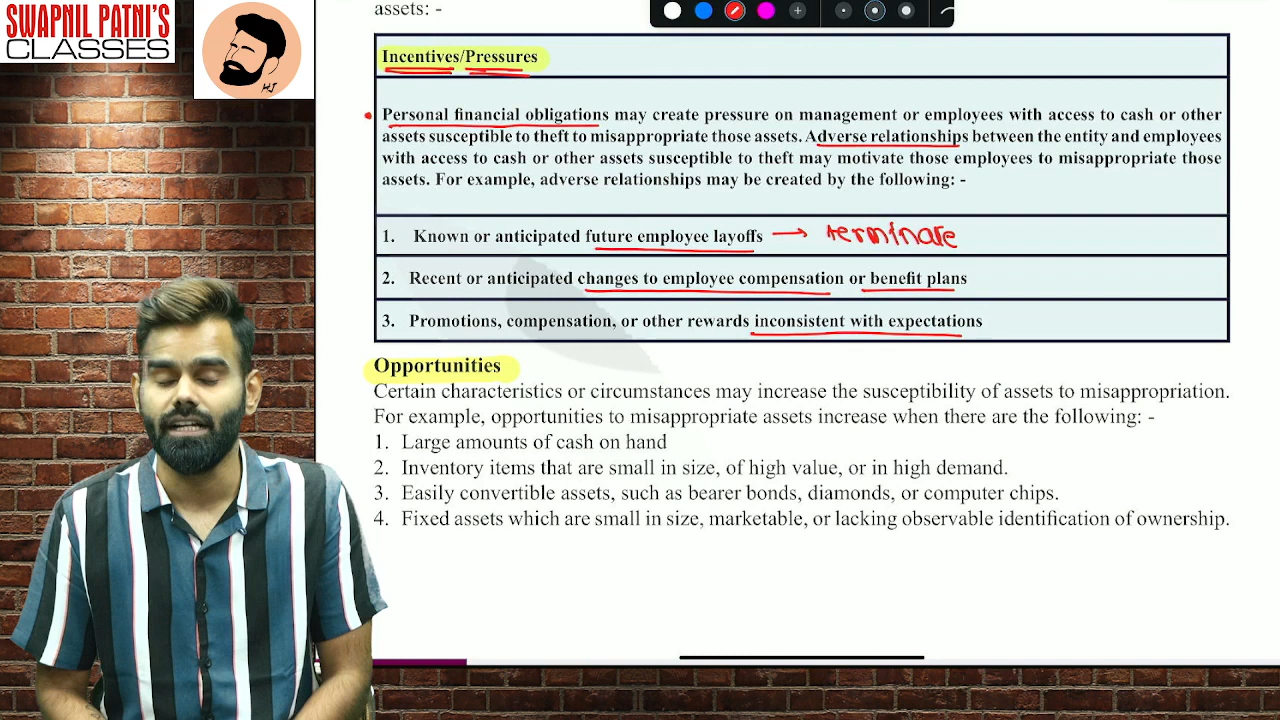 SWAPNIL PATNI'S
CLASSES
HJ
assets: -
Incentives/Pressures
Personal financial obligations may create pressure on management or employees with access to cash or other
assets susceptible to theft to misappropriate those assets. Adverse relationships between the entity and employees
with access to cash or other assets susceptible to theft may motivate those employees to misappropriate those
assets. For example, adverse relationships may be created by the following: -
1. Known or anticipated future employee layoffs → terminate
2. Recent or anticipated changes to employee compensation or benefit plans
3. Promotions, compensation, or other rewards inconsistent with expectations
Opportunities
Certain characteristics or circumstances may increase the susceptibility of assets to misappropriation.
For example, opportunities to misappropriate assets increase when there are the following: -
1. Large amounts of cash on hand
2. Inventory items that are small in size, of high value, or in high demand.
3. Easily convertible assets, such as bearer bonds, diamonds, or computer chips.
4. Fixed assets which are small in size, marketable, or lacking observable identification of ownership.